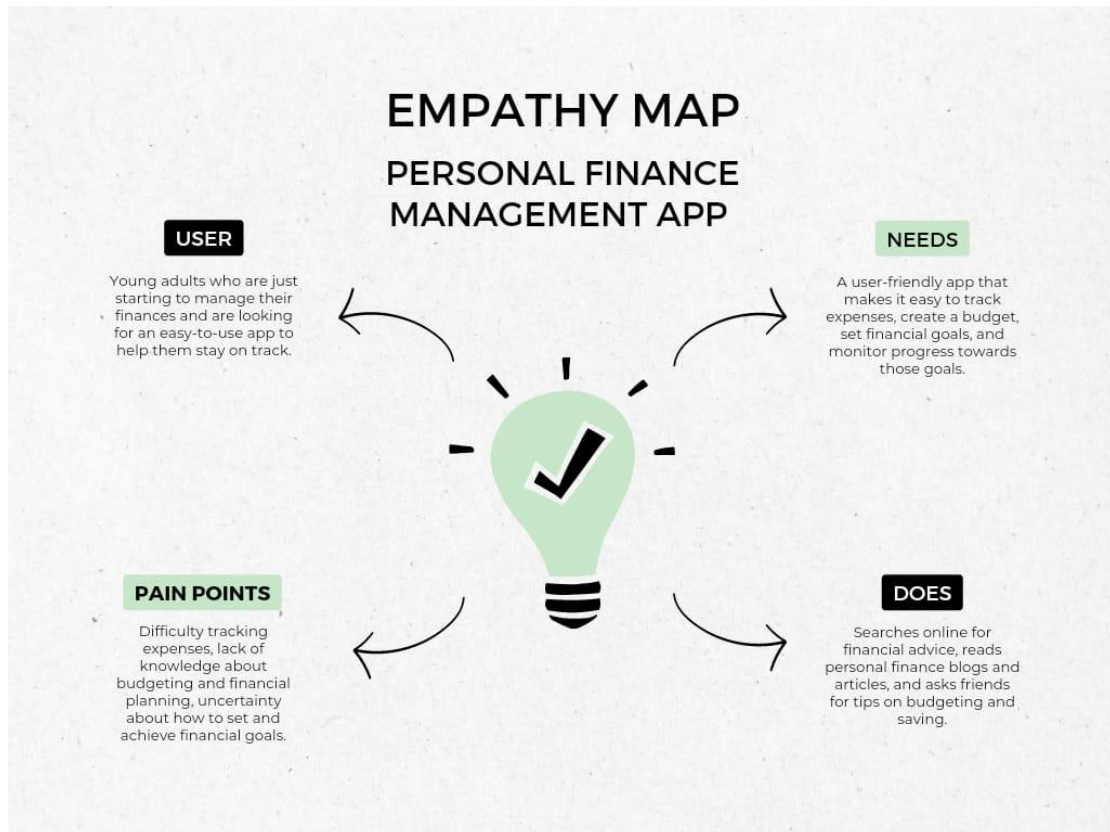 EMPATHY MAP
PERSONAL FINANCE
MANAGEMENT APP
USER
Young adults who are just
starting to manage their
finances and are looking
for an easy-to-use app to
help them stay on track.
NEEDS
A user-friendly app that
makes it easy to track
expenses, create a budget,
set financial goals, and
monitor progress towards
those goals.
PAIN POINTS
Difficulty tracking
expenses, lack of
knowledge about
budgeting and financial
planning, uncertainty
about how to set and
achieve financial goals.
DOES
Searches online for
financial advice, reads
personal finance blogs and
articles, and asks friends
for tips on budgeting and
saving.